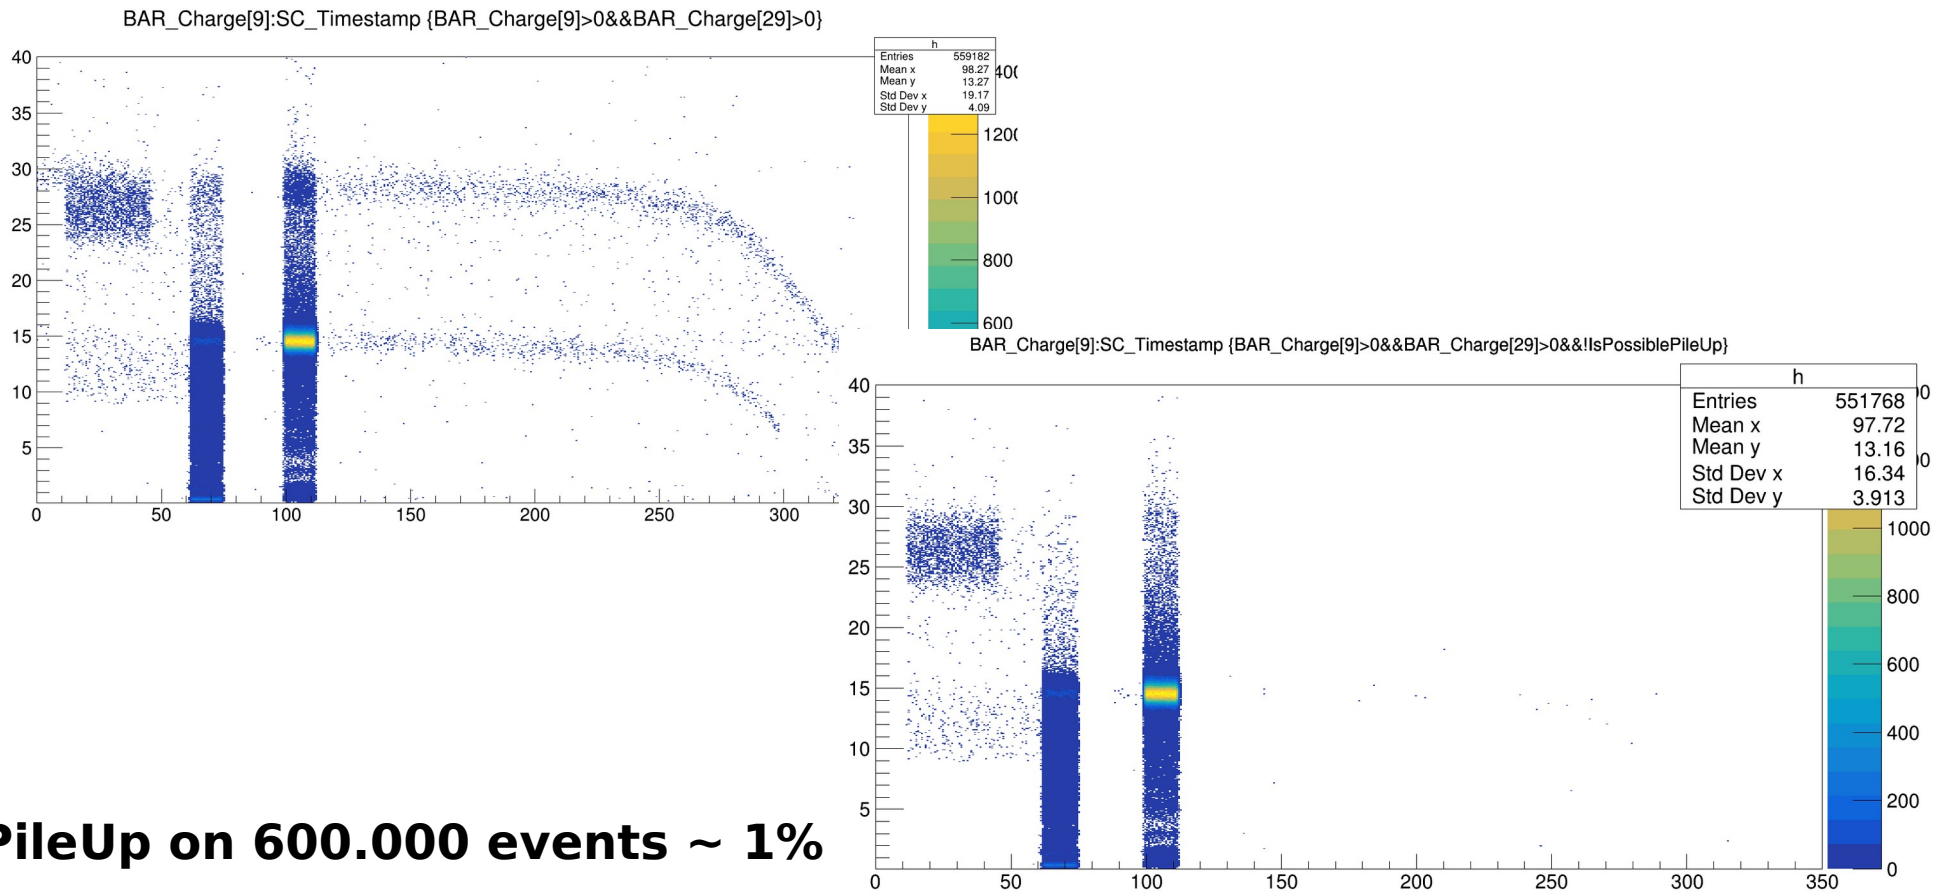 BAR_Charge[9]:SC_Timestamp {BAR_Charge[9]>0&&BAR_Charge[29]>0}
h
Entries 559182
Mean x 98.27
Mean y 13.27
Std Dev x 19.17
Std Dev y 4.09
40
35
30
25
20
15
10
5
0 50 100 150 200 250 300
1000
800
600
BAR_Charge[9]:SC_Timestamp {BAR_Charge[9]>0&&BAR_Charge[29]>0&&!IsPossiblePileUp}
h
Entries 551768
Mean x 97.72
Mean y 13.16
Std Dev x 16.34
Std Dev y 3.913
40
35
30
25
20
15
10
5
0 50 100 150 200 250 300 350
1000
800
600
400
200
0
PileUp on 600.000 events ~ 1%